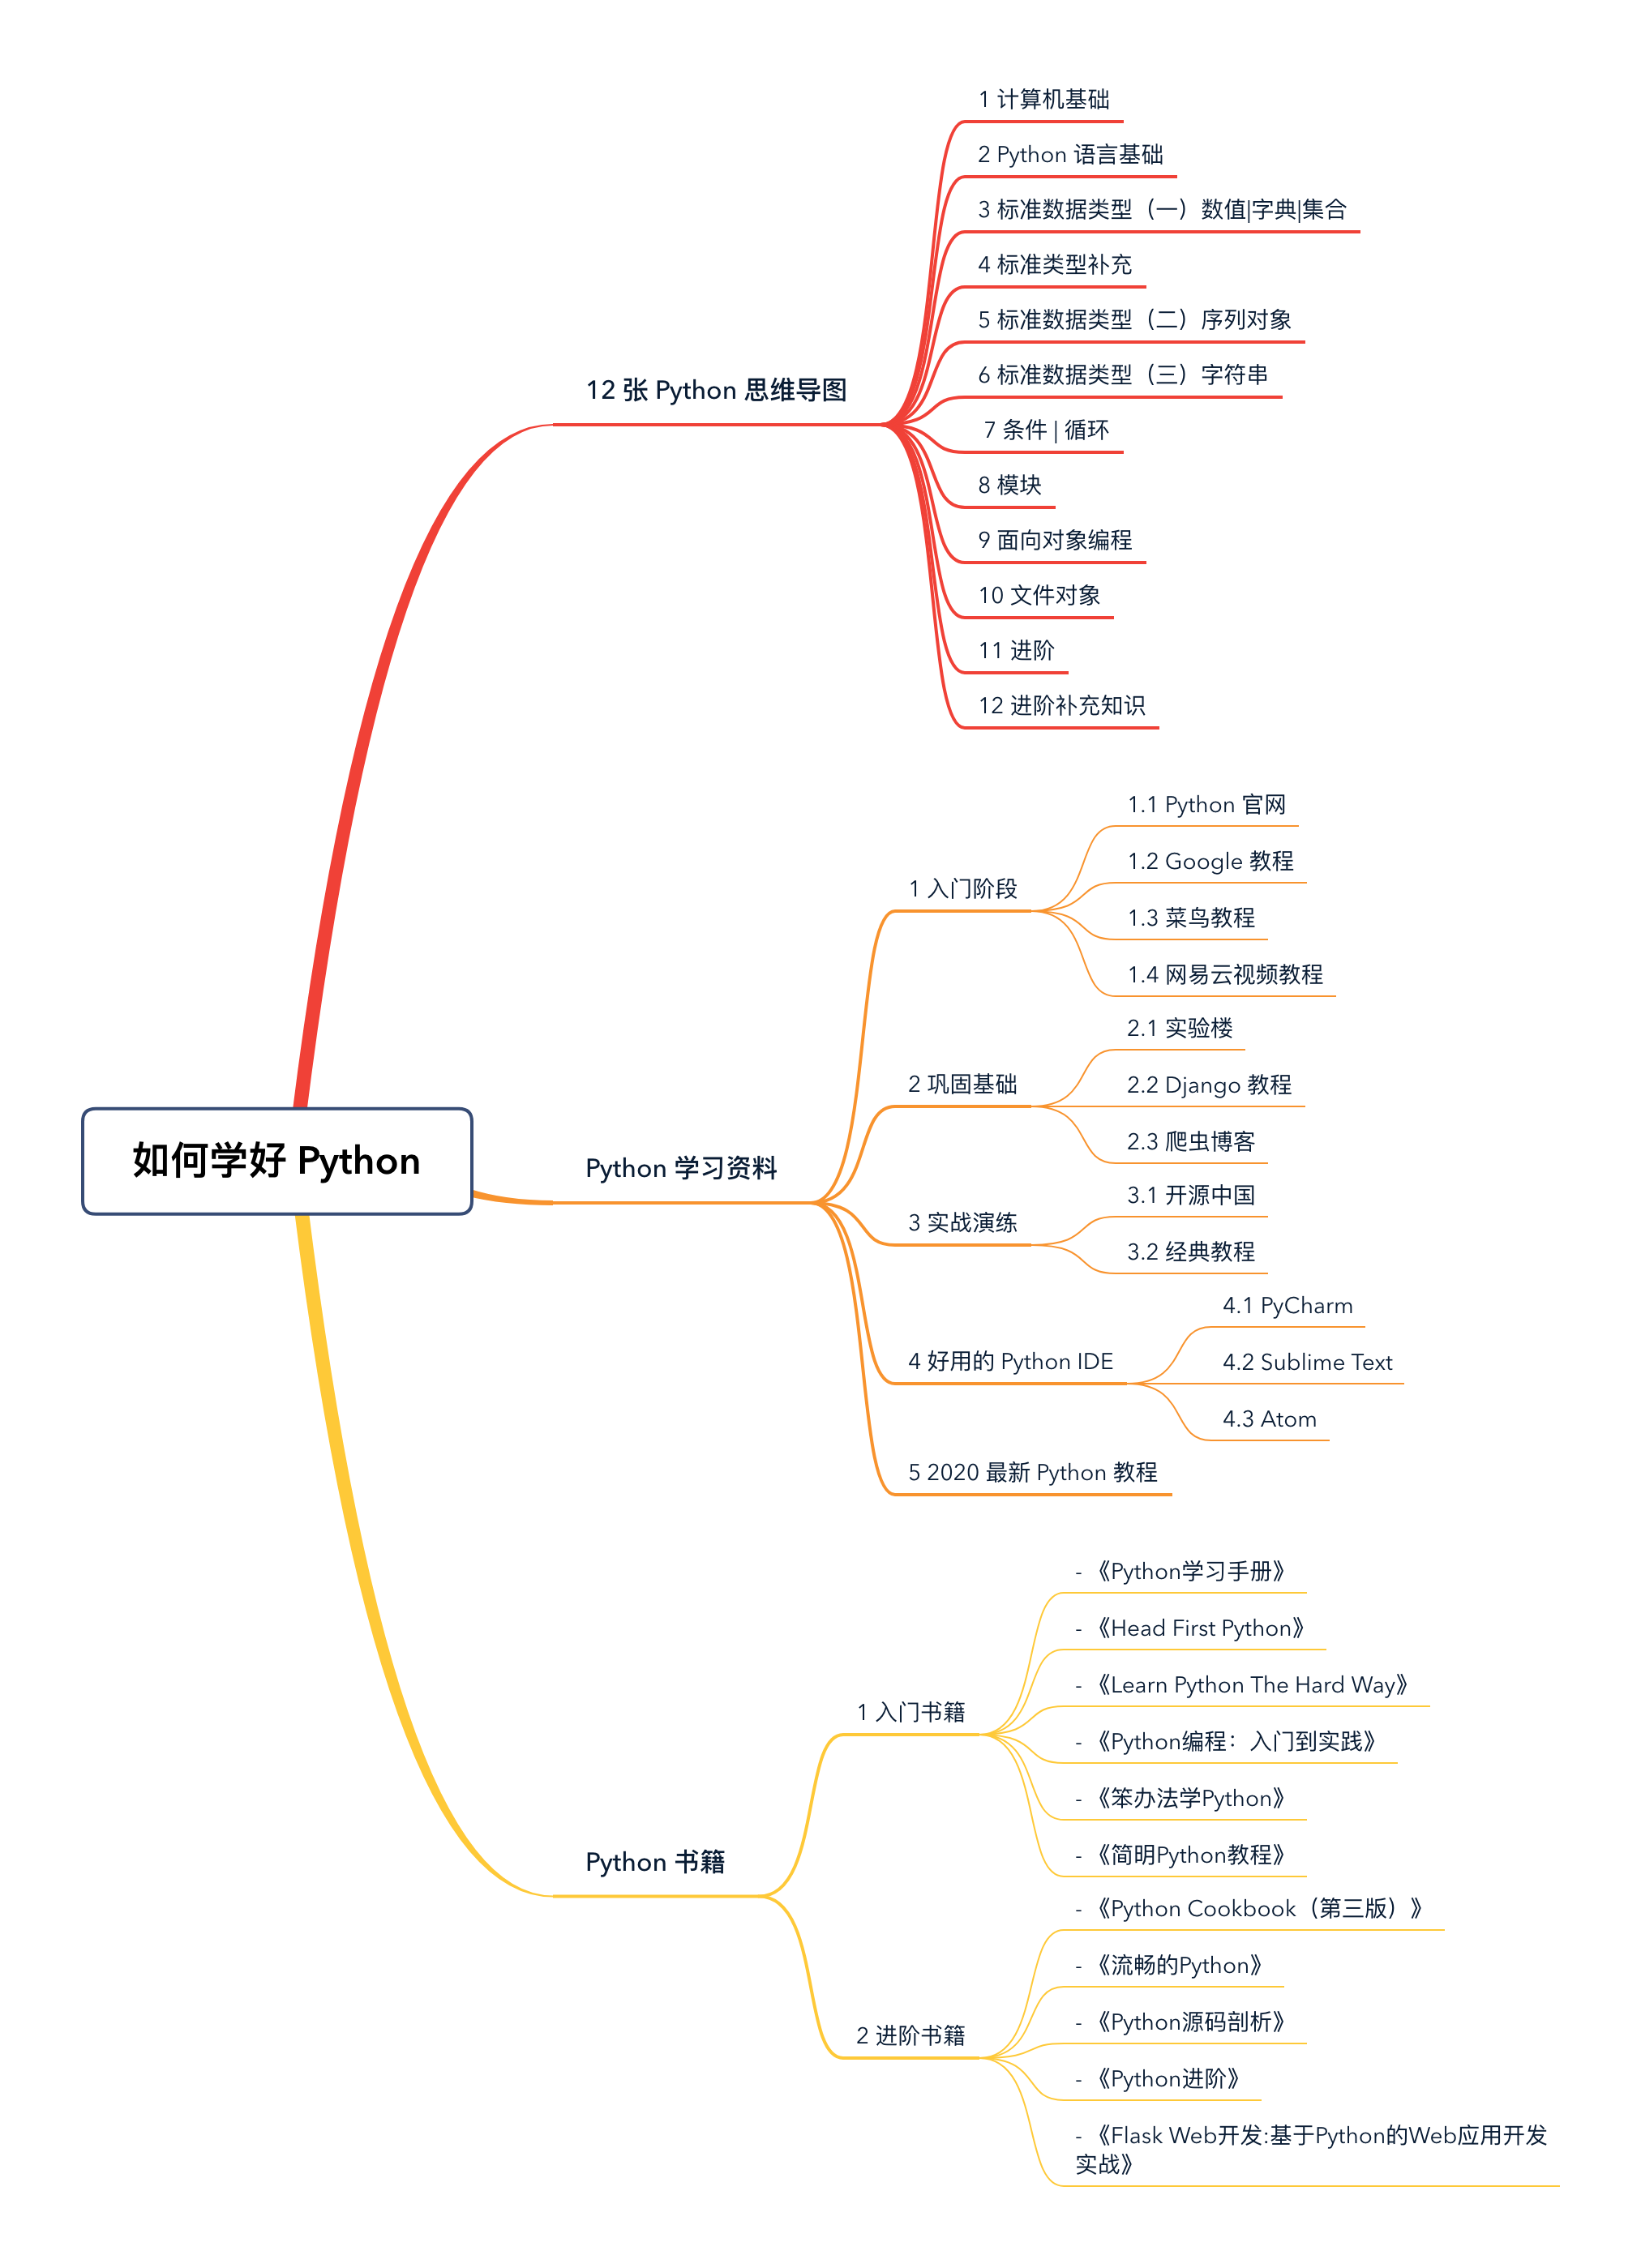 如何学好 Python
12 张 Python 思维导图
1 计算机基础
2 Python 语言基础
3 标准数据类型（一）数值|字典|集合
4 标准类型补充
5 标准数据类型（二）序列对象
6 标准数据类型（三）字符串
7 条件 | 循环
8 模块
9 面向对象编程
10 文件对象
11 进阶
12 进阶补充知识
Python 学习资料
1 入门阶段
1.1 Python 官网
1.2 Google 教程
1.3 菜鸟教程
1.4 网易云视频教程
2 巩固基础
2.1 实验楼
2.2 Django 教程
2.3 爬虫博客
3 实战演练
3.1 开源中国
3.2 经典教程
4 好用的 Python IDE
4.1 PyCharm
4.2 Sublime Text
4.3 Atom
5 2020 最新 Python 教程
Python 书籍
1 入门书籍
- 《Python学习手册》
- 《Head First Python》
- 《Learn Python The Hard Way》
- 《Python编程：入门到实践》
- 《笨办法学Python》
- 《简明Python教程》
2 进阶书籍
- 《Python Cookbook（第三版）》
- 《流畅的Python》
- 《Python源码剖析》
- 《Python进阶》
- 《Flask Web开发:基于Python的Web应用开发
实战》